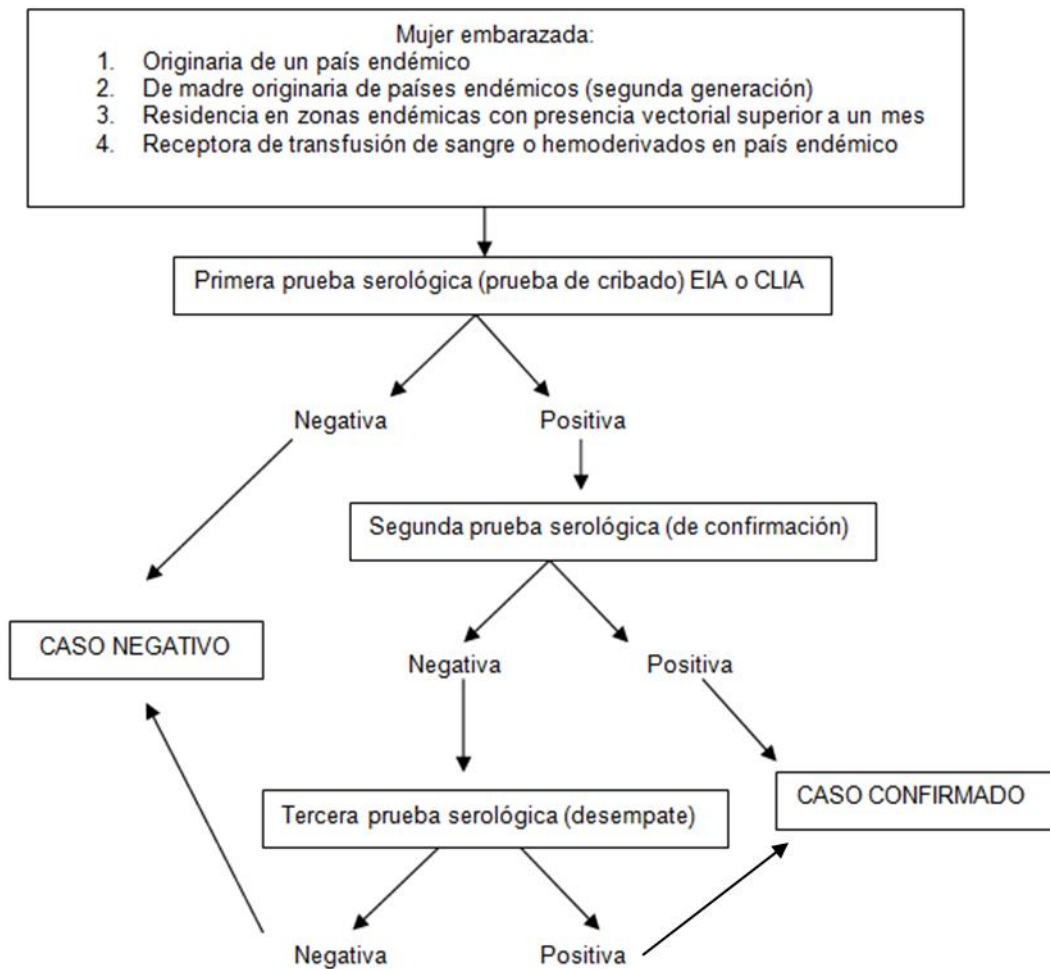 Mujer embarazada:
1. Originaria de un país endémico
2. De madre originaria de países endémicos (segunda generación)
3. Residencia en zonas endémicas con presencia vectorial superior a un mes
4. Receptora de transfusión de sangre o hemoderivados en país endémico
Primera prueba serológica (prueba de cribado) EIA o CLIA
Negativa
Positiva
Segunda prueba serológica (de confirmación)
CASO NEGATIVO
Negativa
Positiva
CASO CONFIRMADO
Tercera prueba serológica (desempate)
Negativa
Positiva